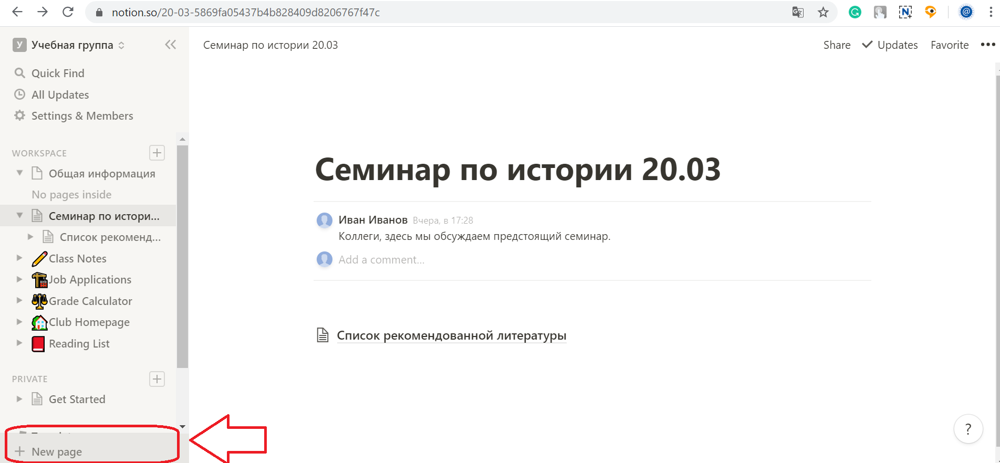 notion.so/20-03-5869fa05437b4b828409d8206767f47c
У Учебная группа
Семинар по истории 20.03
Share Updates Favorite
Quick Find
All Updates
Settings & Members
WORKSPACE
Общая информация
No pages inside
Семинар по истори...
Список рекоменд...
Class Notes
Job Applications
Grade Calculator
Club Homepage
Reading List
PRIVATE
Get Started
New page
Семинар по истории 20.03
Иван Иванов Вчера, в 17:28
Коллеги, здесь мы обсуждаем предстоящий семинар.
Add a comment...
Список рекомендованной литературы
?